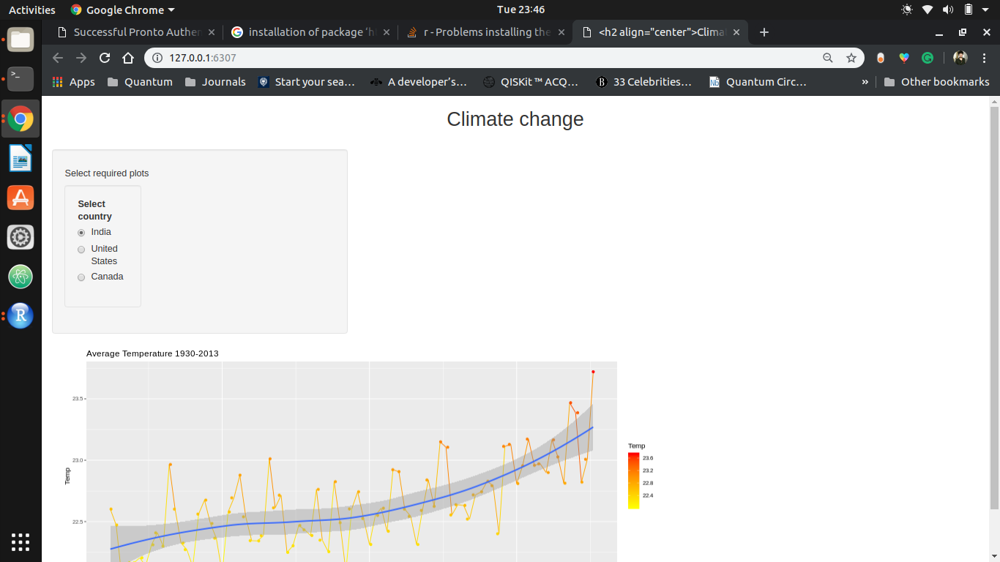 Activities Google Chrome Tue 23:46
Successful Pronto Authen installation of package ‘hi r - Problems installing the <h2 align="center">Clima
127.0.0.1:6307
Apps Quantum Journals Start your sea... A developer’s... QISKit ™ ACQ... B 33 Celebrities... Nb Quantum Circ... » Other bookmarks
Climate change
Select required plots
Select
country
India
United
States
Canada
Average Temperature 1930-2013
23.5
23.0
22.5
Temp
Temp
23.6
23.2
22.8
22.4